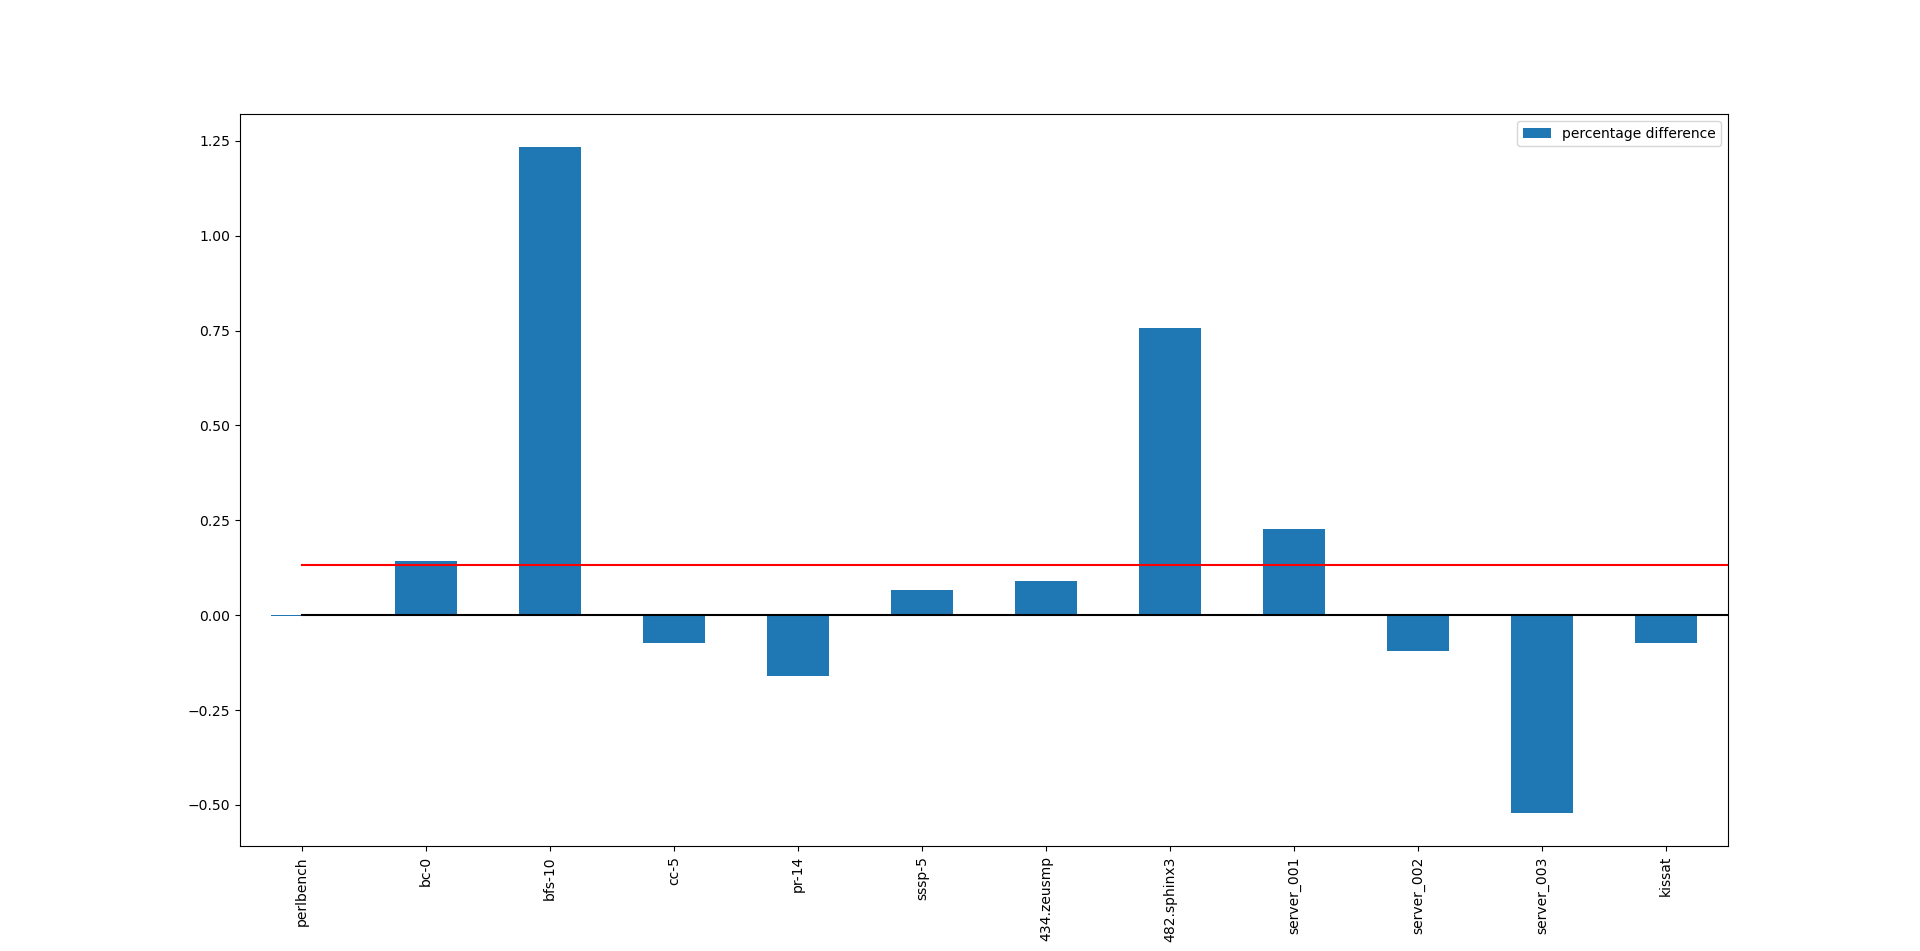 percentage difference
1.25
1.00
0.75
0.50
0.25
0.00
−0.25
−0.50
perlbench
bc-0
bfs-10
cc-5
pr-14
sssp-5
434.zeusmp
482.sphinx3
server_001
server_002
server_003
kissat